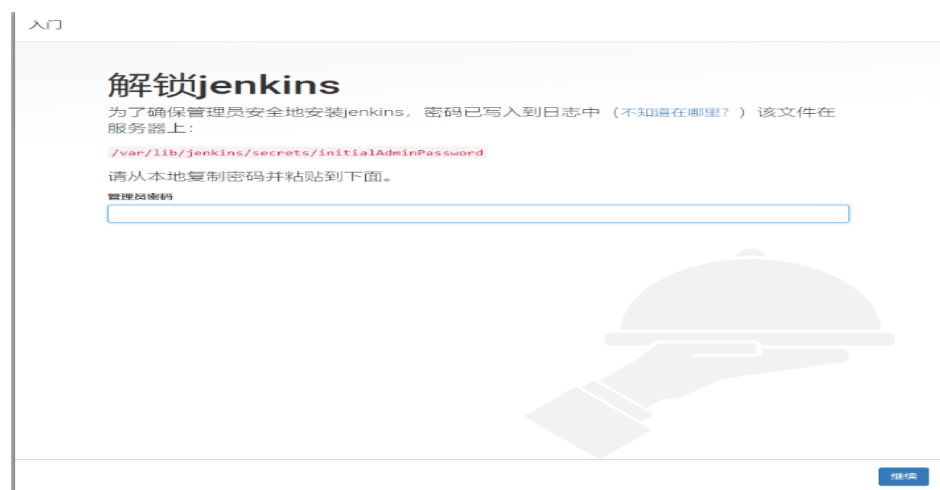 入门
解锁jenkins
为了确保管理员安全地安装jenkins, 密码已写入到日志中 (不知道在哪里? ) 该文件在
服务器上:
/var/lib/jenkins/secrets/initialAdminPassword
请从本地复制密码并粘贴到下面。
管理员密码
继续